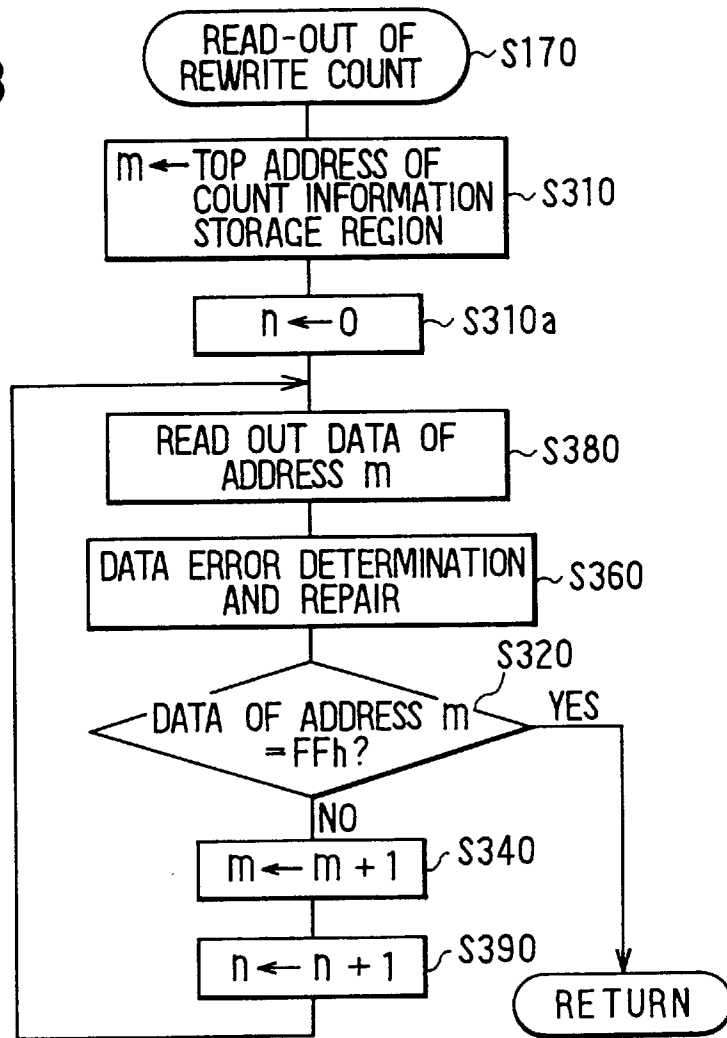 READ-OUT OF
REWRITE COUNT
S170
m ← TOP ADDRESS OF
COUNT INFORMATION
STORAGE REGION
S310
n ← 0
S310a
READ OUT DATA OF
ADDRESS m
S380
DATA ERROR DETERMINATION
AND REPAIR
S360
S320
DATA OF ADDRESS m
=FFh?
YES
NO
m ← m + 1
S340
n ← n + 1
S390
RETURN